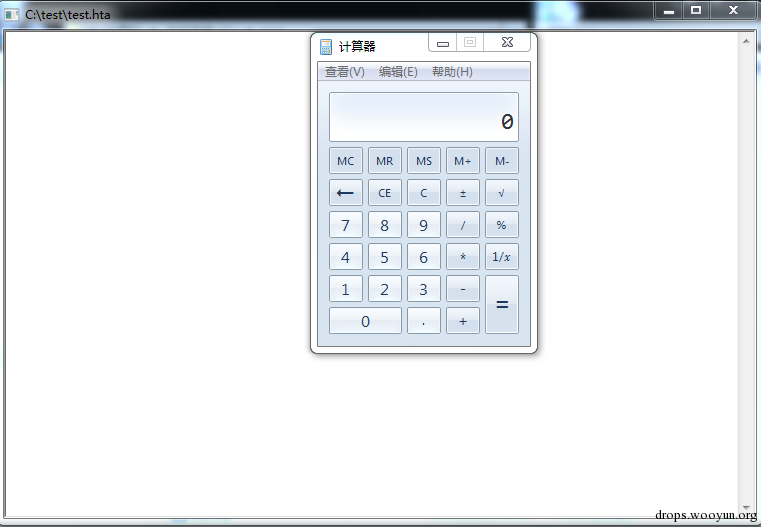 C:\test\test.hta
计算器
查看(V) 编辑(E) 帮助(H)
0
MC MR MS M+ M-
← CE C ± √
7 8 9 / %
4 5 6 * 1/x
1 2 3 - =
0 . +
drops.wooyun.org